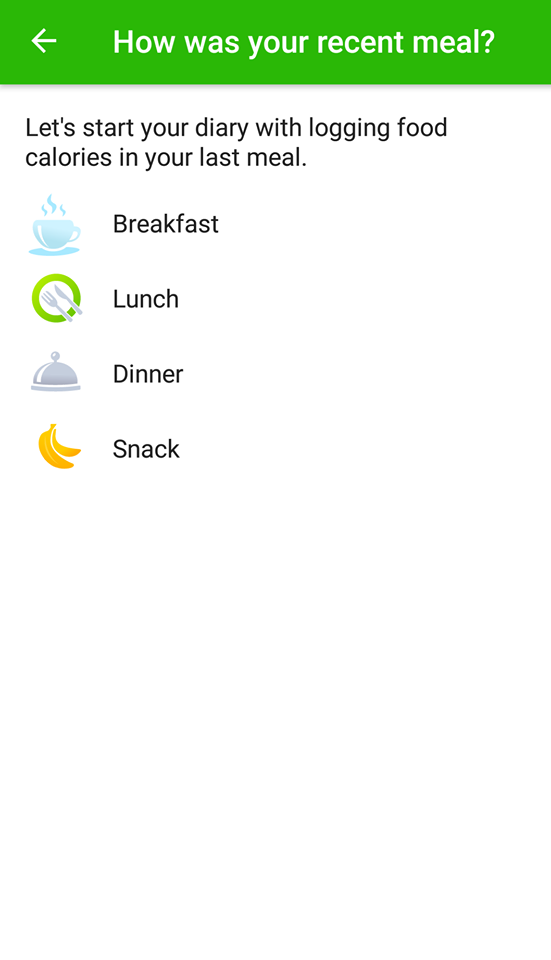 How was your recent meal?
Let's start your diary with logging food
calories in your last meal.
Breakfast
Lunch
Dinner
Snack